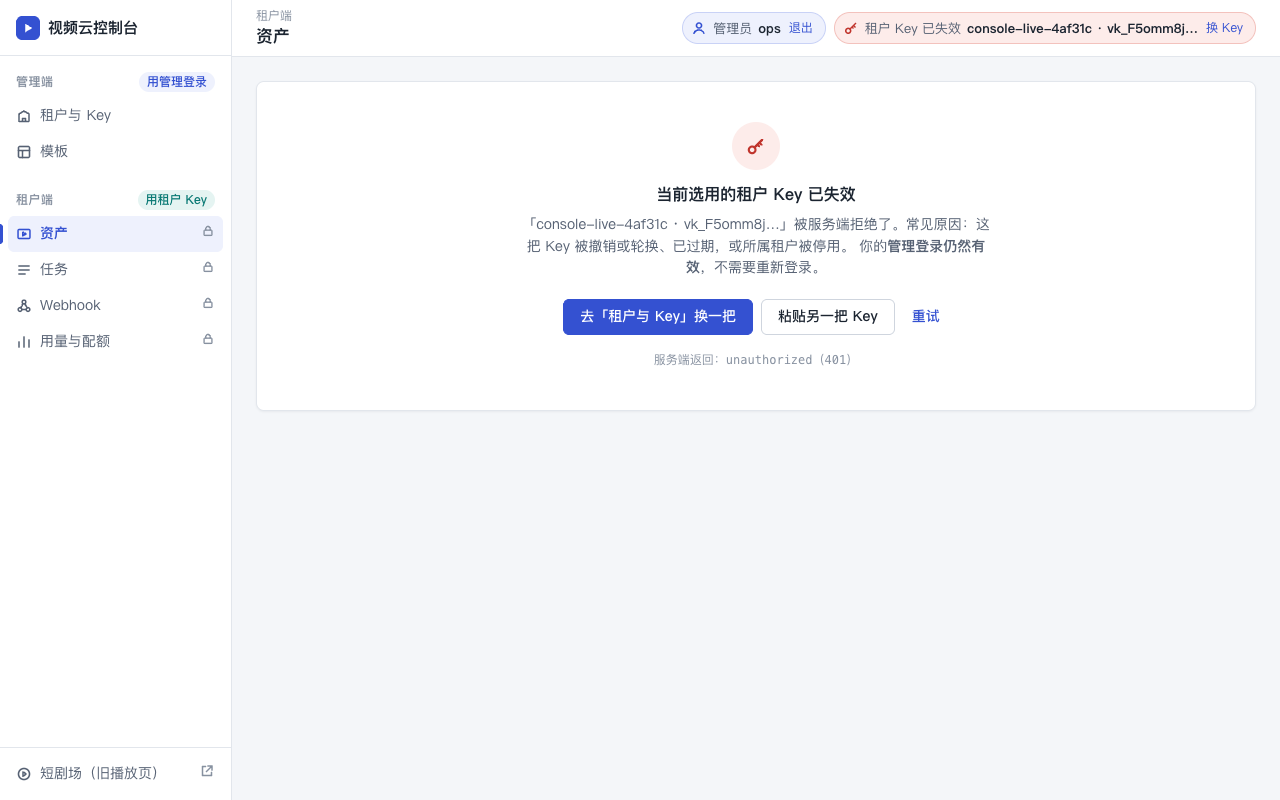 视频云控制台
管理端
用管理登录
租户与 Key
模板
租户端
用租户 Key
资产
任务
Webhook
用量与配额
短剧场（旧播放页）
租户端
资产
管理员 ops 退出
租户 Key 已失效 console-live-4af31c · vk_F5omm8j... 换 Key
当前选用的租户 Key 已失效
「console-live-4af31c · vk_F5omm8j…」被服务端拒绝了。常见原因：这
把 Key 被撤销或轮换、已过期，或所属租户被停用。 你的管理登录仍然有
效，不需要重新登录。
去「租户与 Key」换一把
粘贴另一把 Key
重试
服务端返回：unauthorized（401）